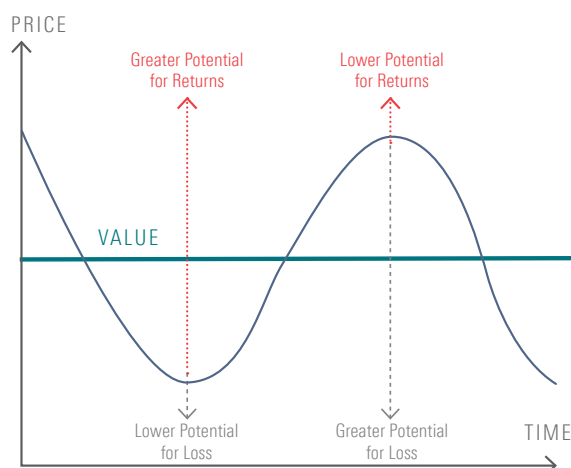 PRICE
Greater Potential
for Returns
Lower Potential
for Returns
VALUE
Lower Potential
for Loss
Greater Potential
for Loss
TIME